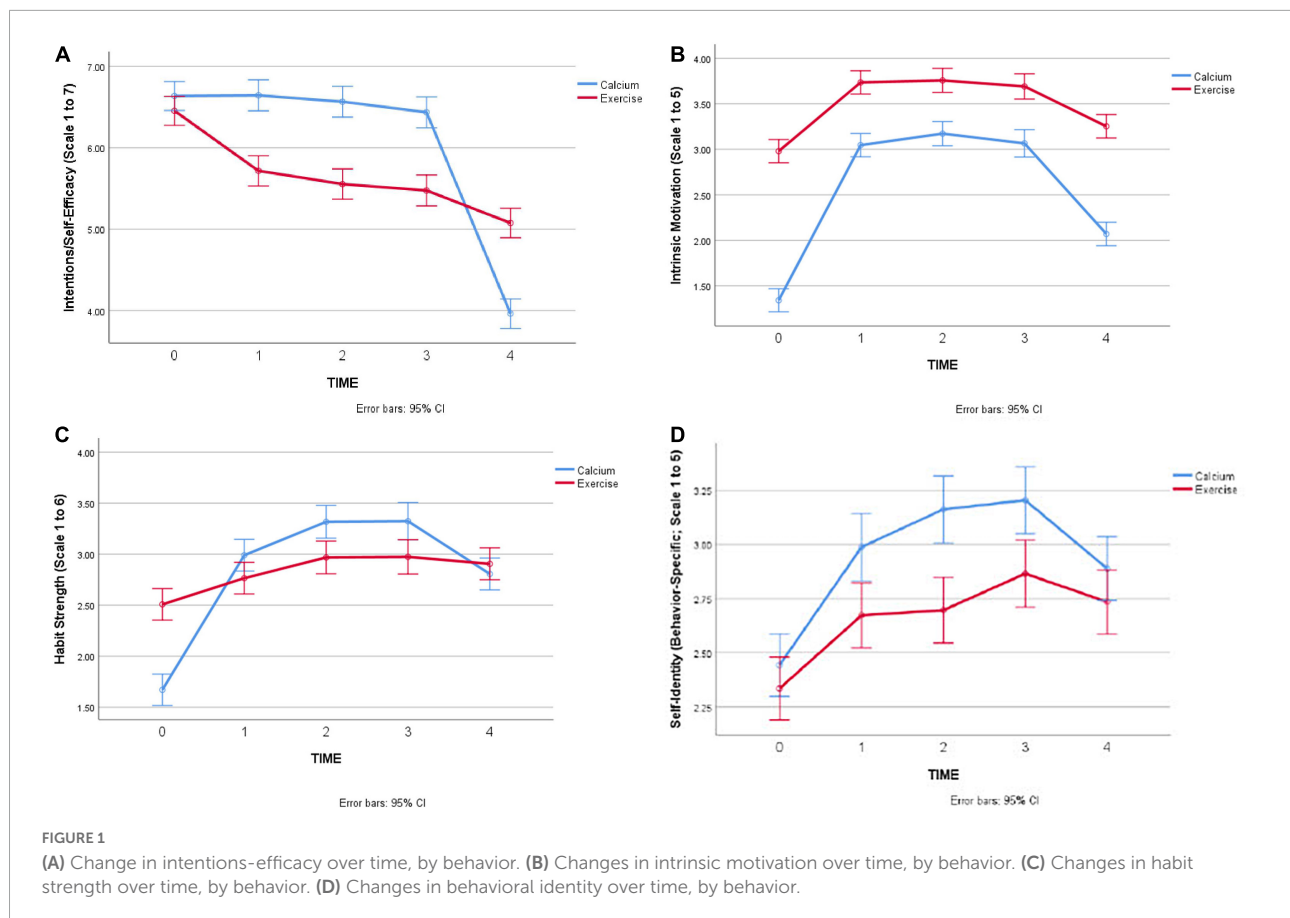 A
Intentions/Self-Efficacy (Scale 1 to 7)
7.00
6.00
5.00
4.00
0 1 2 3 4
TIME
Error bars: 95% CI
Calcium
Exercise
B
Intrinsic Motivation (Scale 1 to 5)
4.00
3.50
3.00
2.50
2.00
1.50
0 1 2 3 4
TIME
Error bars: 95% CI
Calcium
Exercise
C
Habit Strength (Scale 1 to 6)
4.00
3.50
3.00
2.50
2.00
1.50
0 1 2 3 4
TIME
Error bars: 95% CI
Calcium
Exercise
D
Self-Identity (Behavior-Specific; Scale 1 to 5)
3.25
3.00
2.75
2.50
2.25
0 1 2 3 4
TIME
Error bars: 95% CI
Calcium
Exercise
FIGURE 1
(A) Change in intentions-efficacy over time, by behavior. (B) Changes in intrinsic motivation over time, by behavior. (C) Changes in habit
strength over time, by behavior. (D) Changes in behavioral identity over time, by behavior.